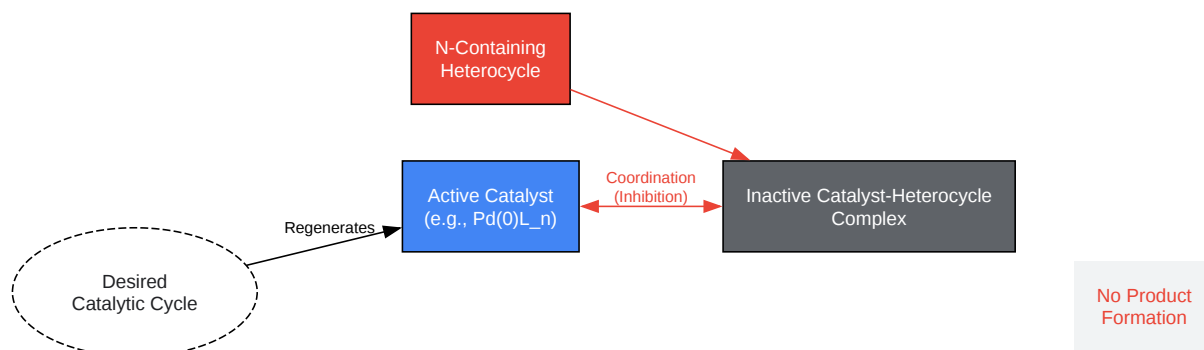 N-Containing
Heterocycle
Active Catalyst
(e.g., Pd(0)L_n)
Coordination
(Inhibition)
Inactive Catalyst-Heterocycle
Complex
Regenerates
Desired
Catalytic Cycle
No Product
Formation